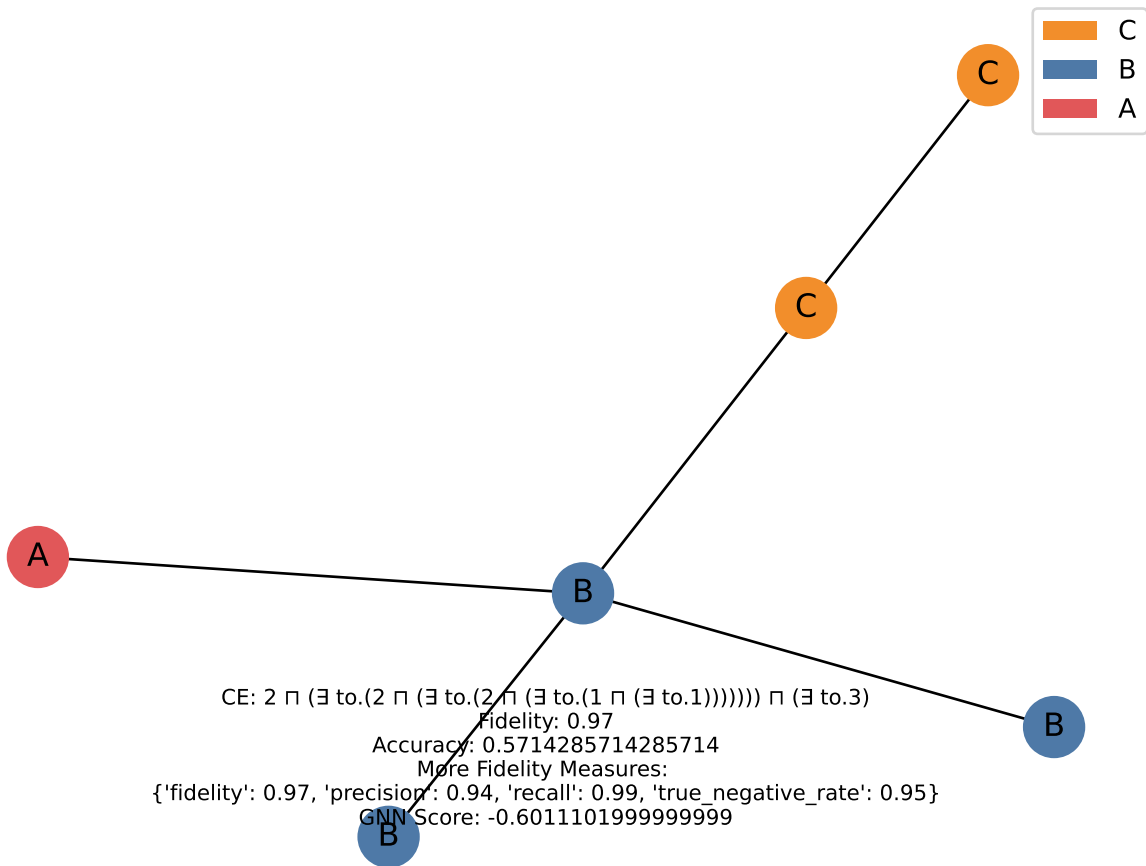 C
C
B
A
C
A
B
CE: 2 ⊓ (∃ to.(2 ⊓ (∃ to.(2 ⊓ (∃ to.(1 ⊓ (∃ to.1))))))) ⊓ (∃ to.3)
Fidelity: 0.97
B
Accuracy: 0.5714285714285714
More Fidelity Measures:
{'fidelity': 0.97, 'precision': 0.94, 'recall': 0.99, 'true_negative_rate': 0.95}
GNN Score: -0.6011101999999999
B